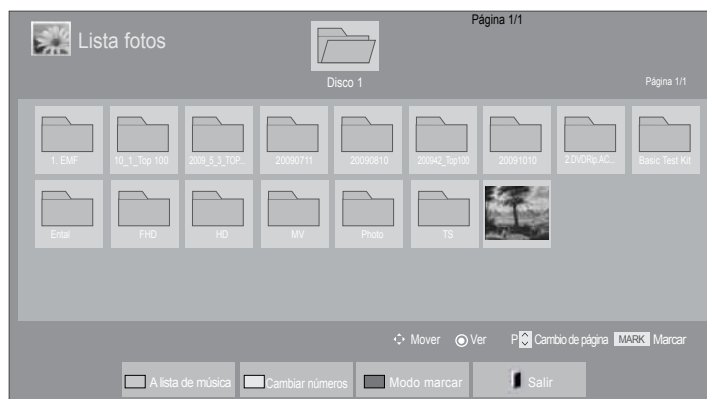 Página 1/1
Lista fotos
Disco 1
Página 1/1
1. EMF 10_1_Top 100 2009_5_3_TOP... 20090711 20090810 200942_Top100 20091010 2.DVDRip.AC... Basic Test Kit
Ental FHD HD MV Photo TS
Mover Ver P Cambio de página MARK Marcar
A lista de música Cambiar números Modo marcar Salir